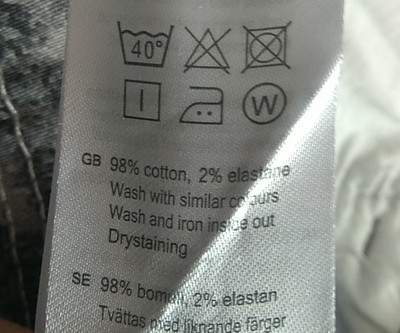 40°
W
GB 98% cotton, 2% elastane
Wash with similar colours
Wash and iron inside out
Drystaining
SE 98% bomull, 2% elastan
Tvättas med liknande färger